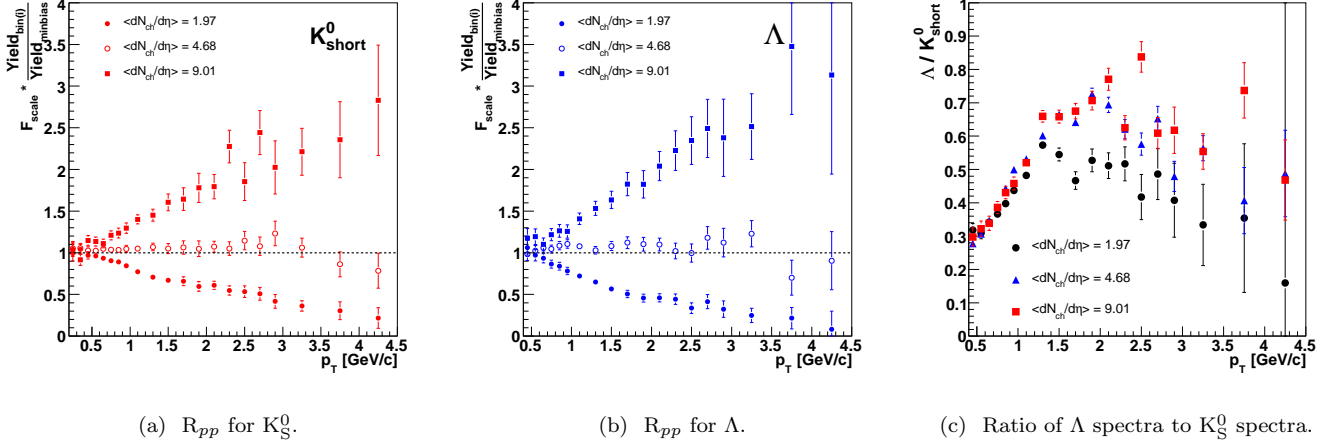 F_scale * Yield_bin(i) / Yield_minbias
4
3.5
3
2.5
2
1.5
1
0.5
0
<dN_ch/dη> = 1.97
<dN_ch/dη> = 4.68
<dN_ch/dη> = 9.01
K^0_short
0.5 1 1.5 2 2.5 3 3.5 4 4.5
p_T [GeV/c]
(a) R_pp for K^0_S.
F_scale * Yield_bin(i) / Yield_minbias
4
3.5
3
2.5
2
1.5
1
0.5
0
<dN_ch/dη> = 1.97
<dN_ch/dη> = 4.68
<dN_ch/dη> = 9.01
Λ
0.5 1 1.5 2 2.5 3 3.5 4 4.5
p_T [GeV/c]
(b) R_pp for Λ.
Λ / K^0_short
1
0.9
0.8
0.7
0.6
0.5
0.4
0.3
0.2
0.1
0
<dN_ch/dη> = 1.97
<dN_ch/dη> = 4.68
<dN_ch/dη> = 9.01
0.5 1 1.5 2 2.5 3 3.5 4 4.5
p_T [GeV/c]
(c) Ratio of Λ spectra to K^0_S spectra.